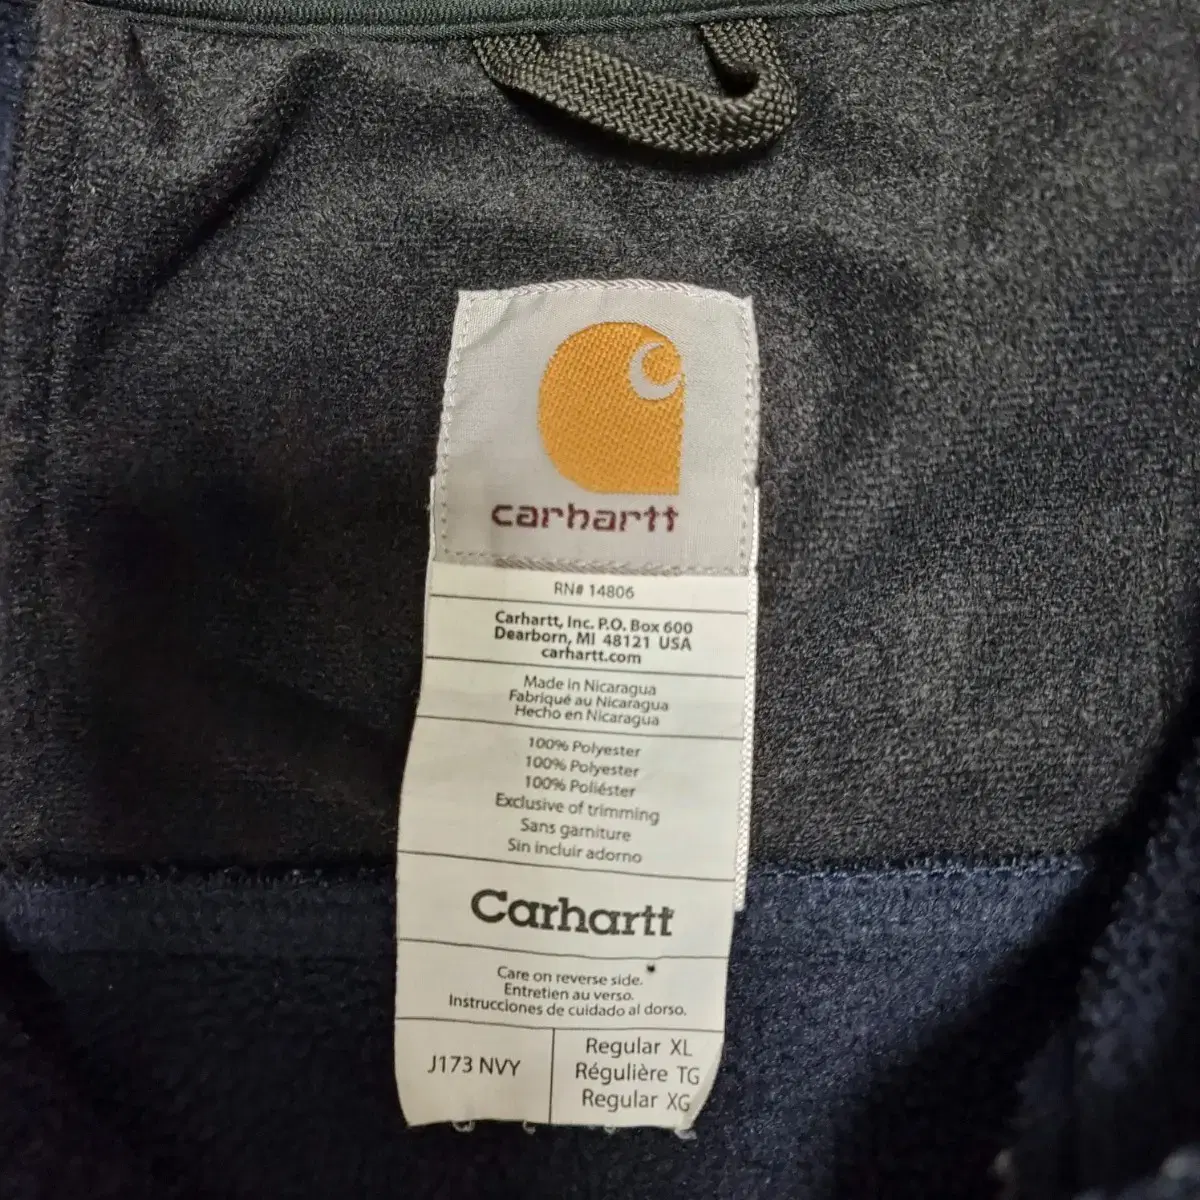 carhartt
RN# 14806
Carhartt, Inc. P.O. Box 600
Dearborn, MI 48121 USA
carhartt.com
Made in Nicaragua
Fabriqué au Nicaragua
Hecho en Nicaragua
100% Polyester
100% Polyester
100% Poliéster
Exclusive of trimming
Sans garniture
Sin incluir adorno
Carhartt
Care on reverse side.
Entretien au verso.
Instrucciones de cuidado al dorso.
J173 NVY
Regular XL
Régulière TG
Regular XG